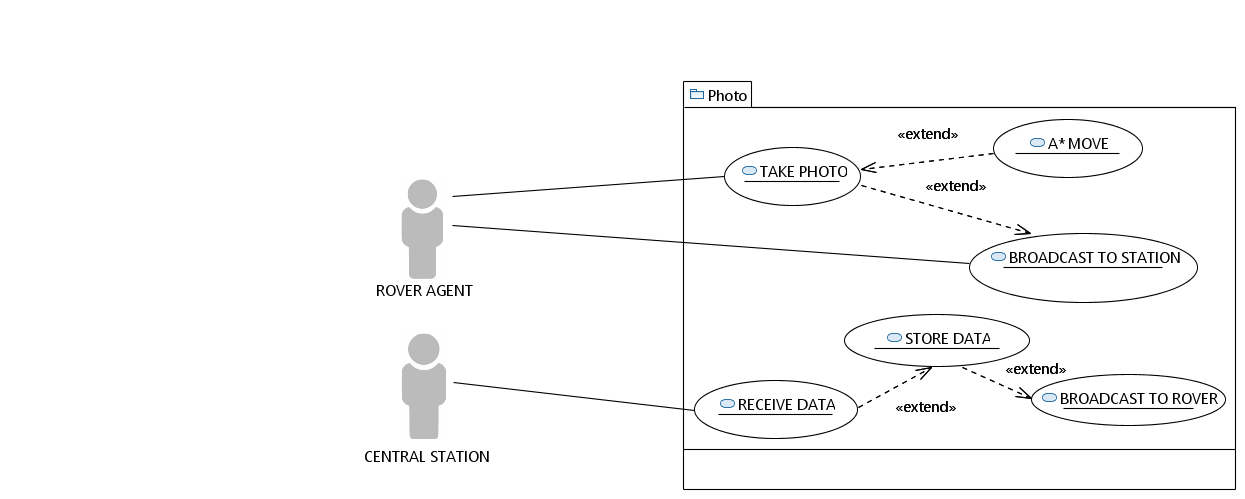 Photo
«extend»
A* MOVE
TAKE PHOTO
«extend»
BROADCAST TO STATION
ROVER AGENT
STORE DATA
«extend»
BROADCAST TO ROVER
RECEIVE DATA
«extend»
CENTRAL STATION